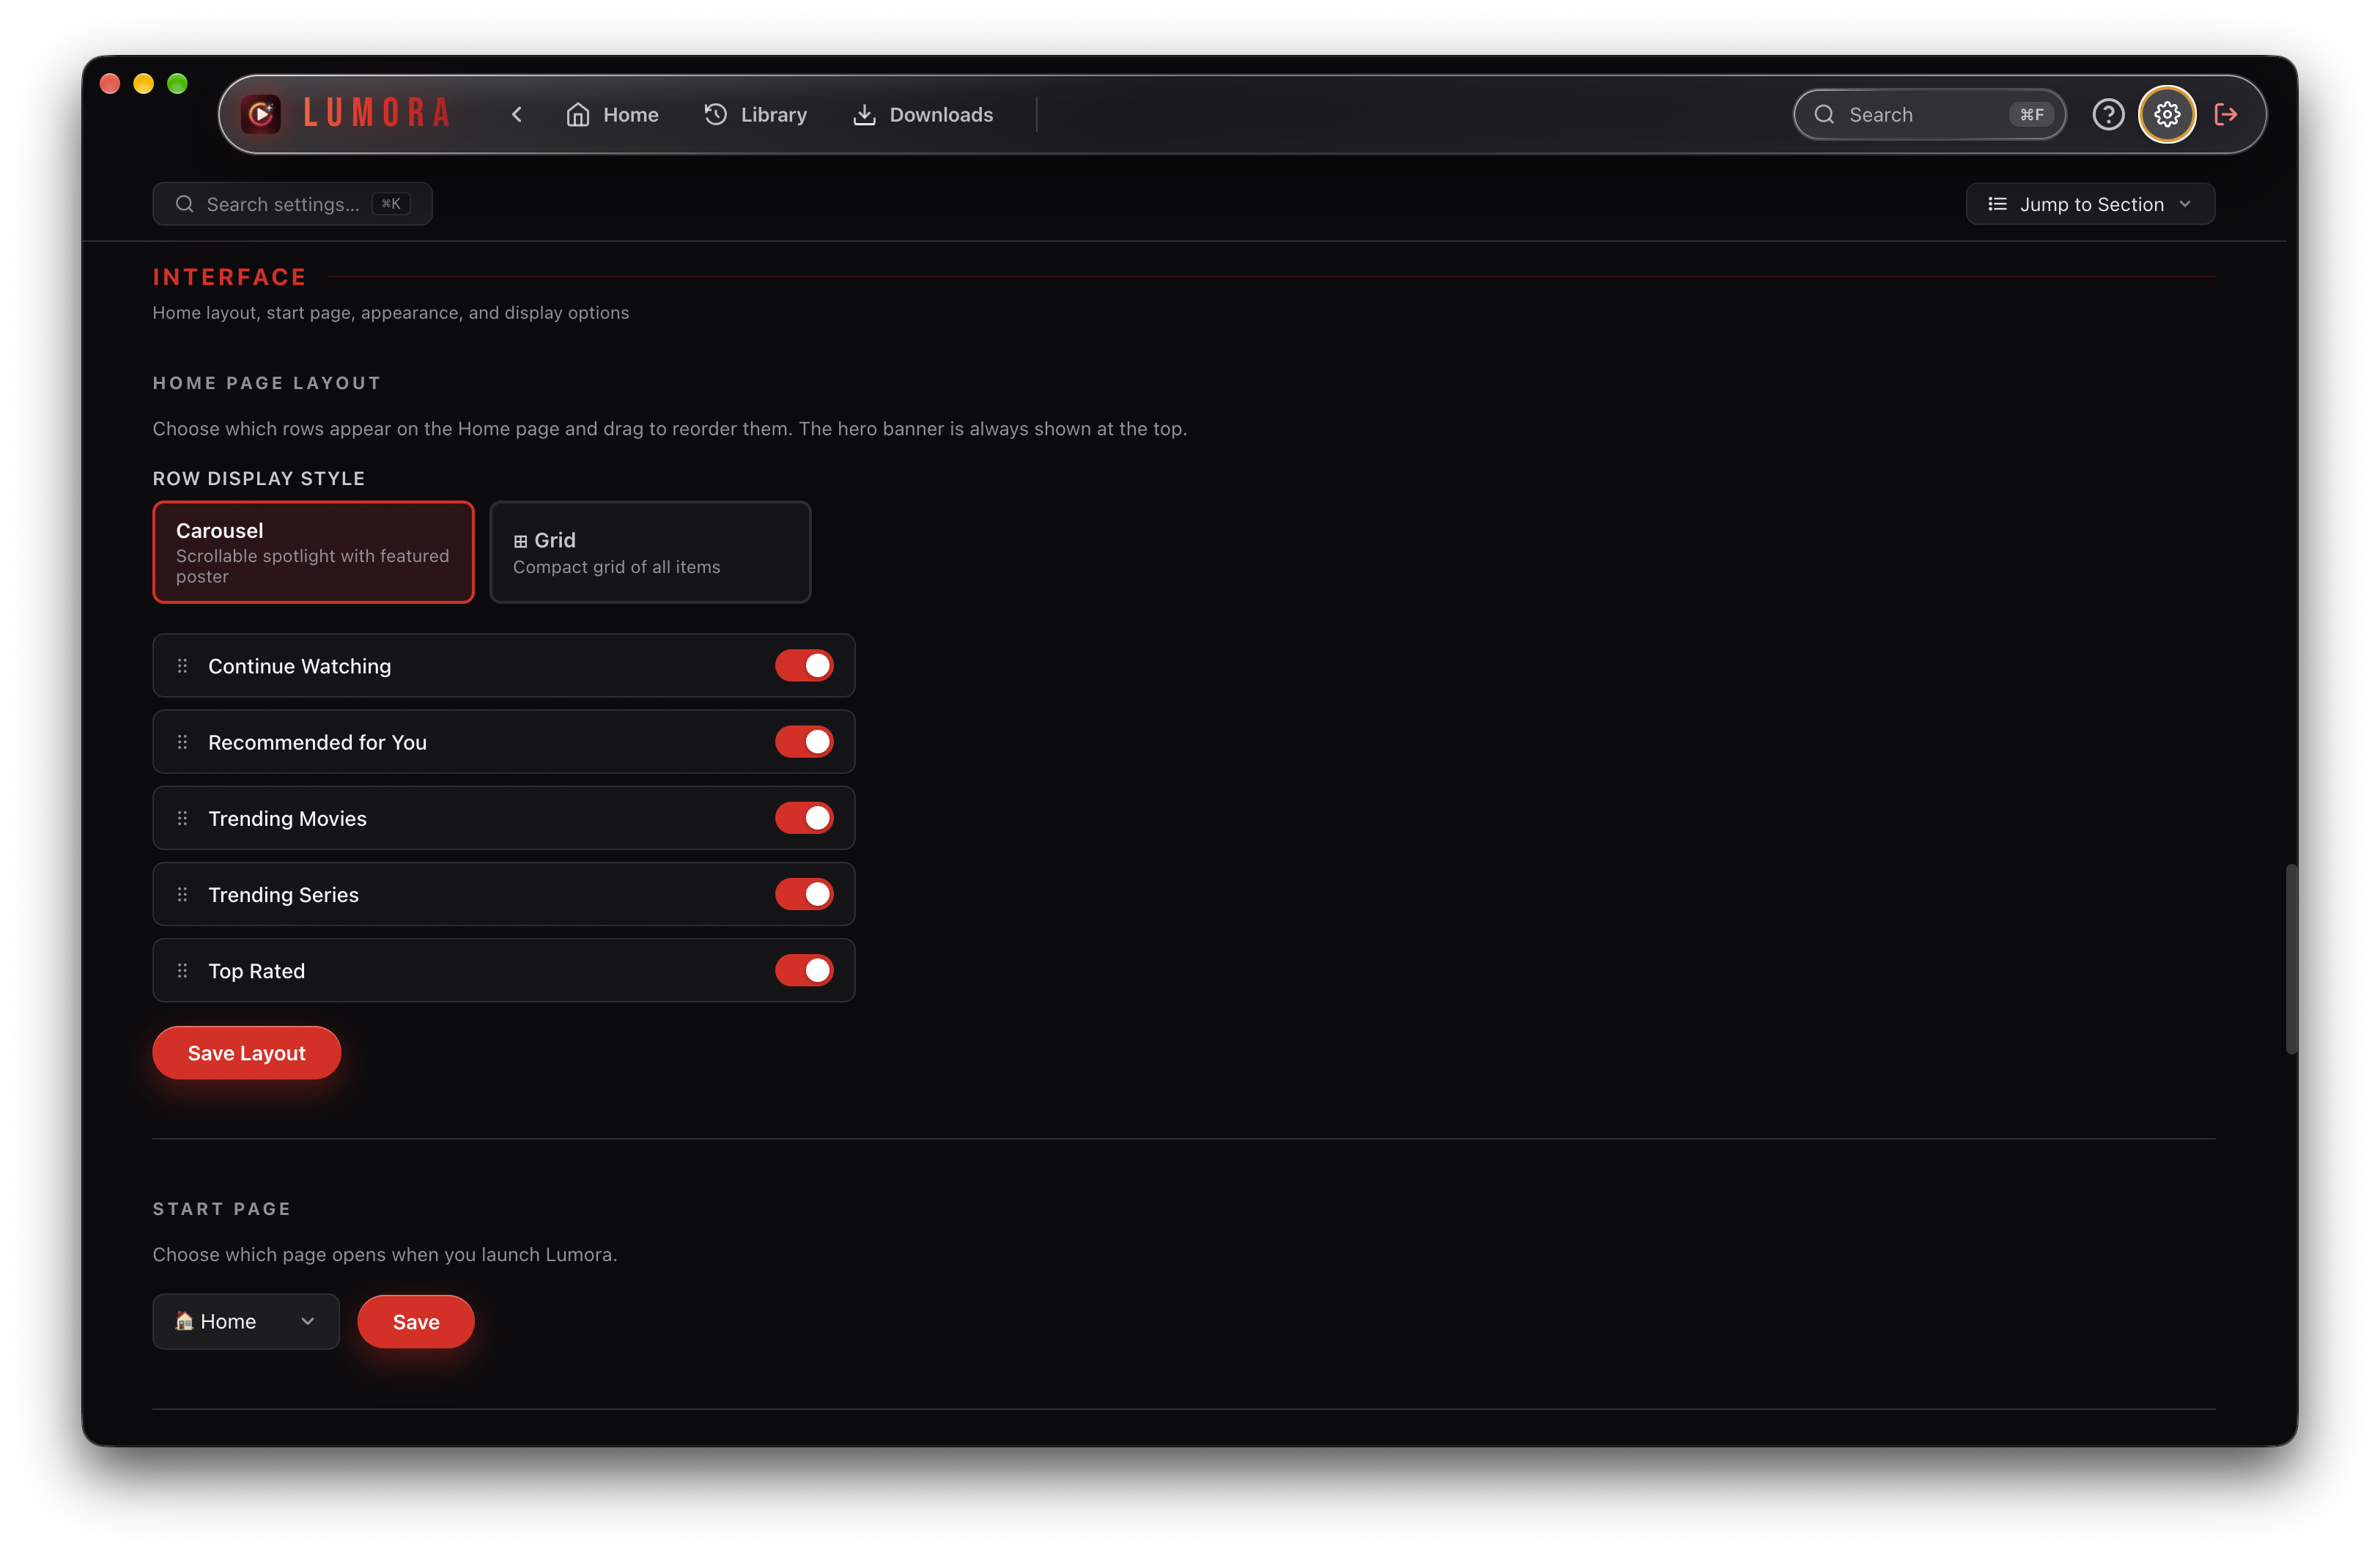 LUMORA
Home
Library
Downloads
Search
⌘F
Search settings...
⌘K
Jump to Section
INTERFACE
Home layout, start page, appearance, and display options
HOME PAGE LAYOUT
Choose which rows appear on the Home page and drag to reorder them. The hero banner is always shown at the top.
ROW DISPLAY STYLE
Carousel
Scrollable spotlight with featured
poster
Grid
Compact grid of all items
Continue Watching
Recommended for You
Trending Movies
Trending Series
Top Rated
Save Layout
START PAGE
Choose which page opens when you launch Lumora.
🏠 Home
Save